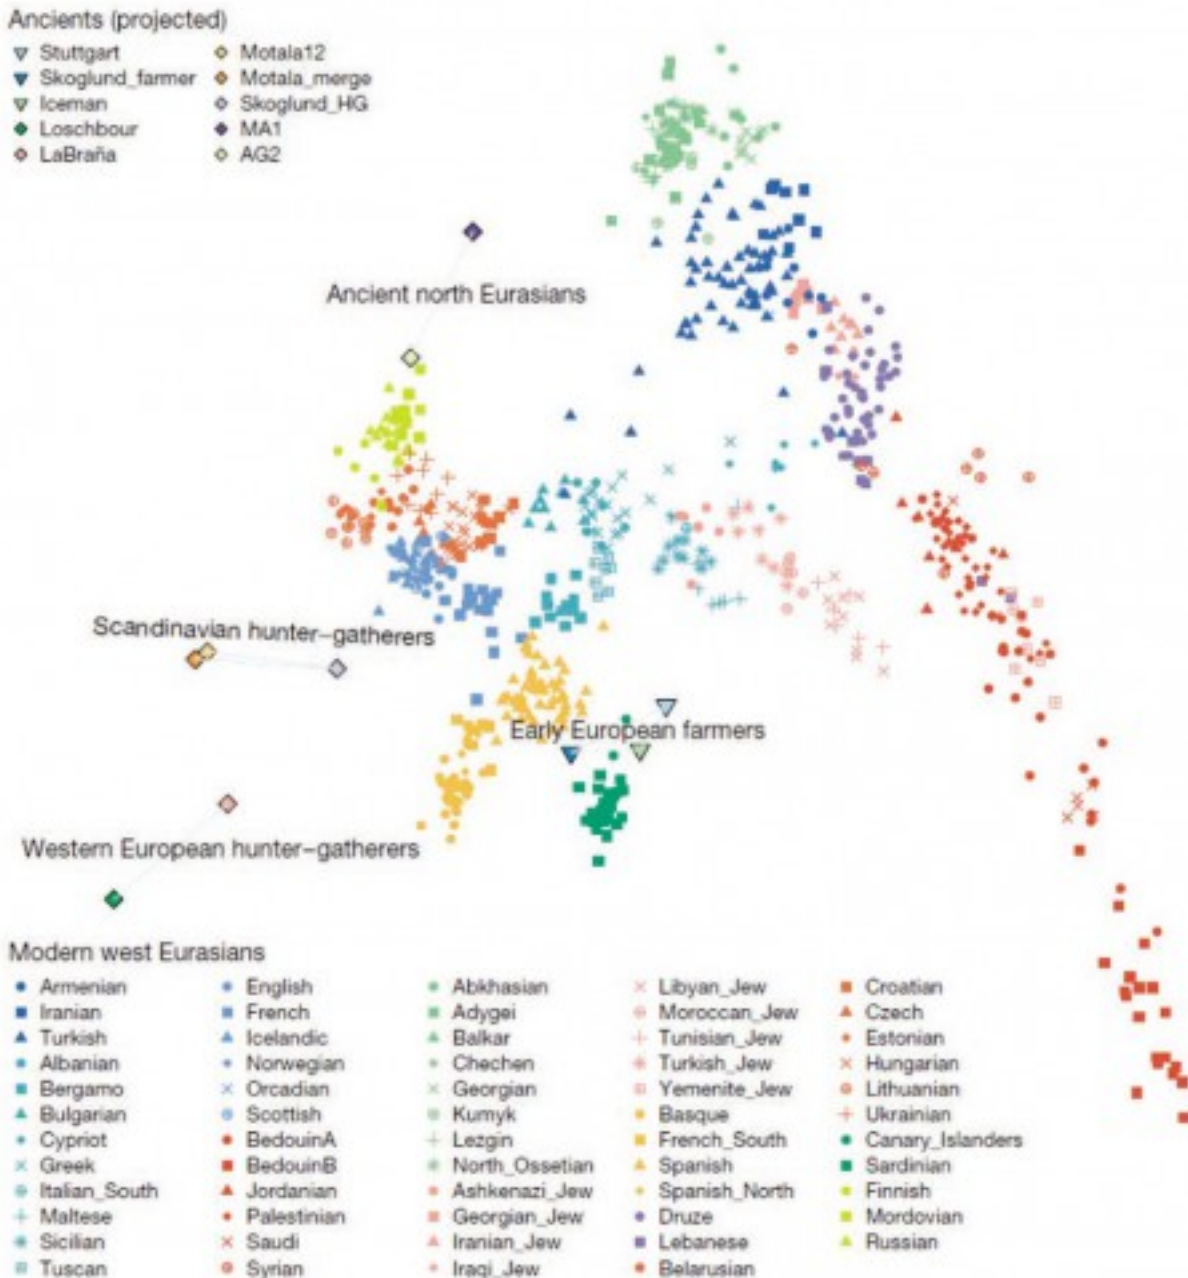 Ancients (projected)
Stuttgart Motala12
Skoglund_farmer Motala_merge
Iceman Skoglund_HG
Loschbour MA1
LaBraña AG2
Ancient north Eurasians
Scandinavian hunter–gatherers
Early European farmers
Western European hunter–gatherers
Modern west Eurasians
Armenian English Abkhasian Libyan_Jew Croatian
Iranian French Adygei Moroccan_Jew Czech
Turkish Icelandic Balkar Tunisian_Jew Estonian
Albanian Norwegian Chechen Turkish_Jew Hungarian
Bergamo Orcadian Georgian Yemenite_Jew Lithuanian
Bulgarian Scottish Kumyk Basque Ukrainian
Cypriot BedouinA Lezgin French_South Canary_Islanders
Greek BedouinB North_Ossetian Spanish Sardinian
Italian_South Jordanian Ashkenazi_Jew Spanish_North Finnish
Maltese Palestinian Georgian_Jew Druze Mordovian
Sicilian Saudi Iranian_Jew Lebanese Russian
Tuscan Syrian Iraqi_Jew Belarusian